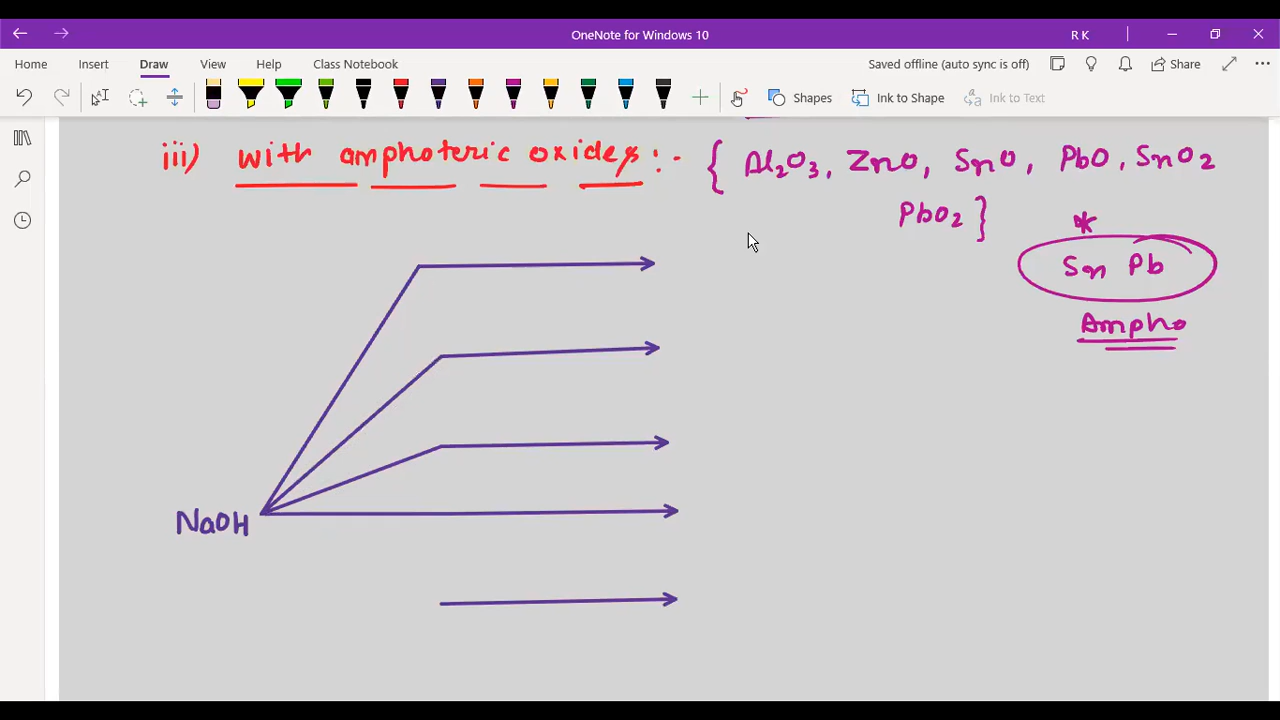 OneNote for Windows 10
R K
Home Insert Draw View Help Class Notebook
Saved offline (auto sync is off)
Share
Shapes
Ink to Shape
Ink to Text
iii) with amphoteric oxides :- { Al2O3, ZnO, SnO, PbO, SnO2
PbO2 }
*
Sn Pb
Ampho
NaOH